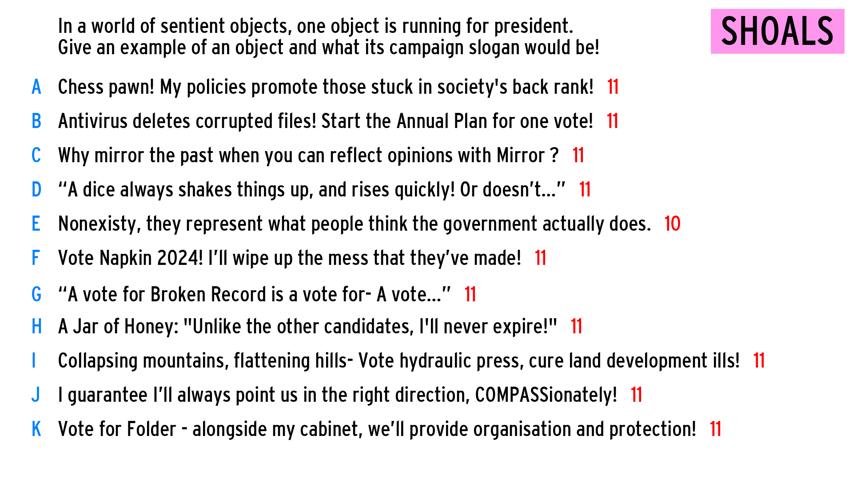 In a world of sentient objects, one object is running for president.
Give an example of an object and what its campaign slogan would be!
SHOALS
A Chess pawn! My policies promote those stuck in society's back rank! 11
B Antivirus deletes corrupted files! Start the Annual Plan for one vote! 11
C Why mirror the past when you can reflect opinions with Mirror ? 11
D “A dice always shakes things up, and rises quickly! Or doesn’t...” 11
E Nonexisty, they represent what people think the government actually does. 10
F Vote Napkin 2024! I’ll wipe up the mess that they’ve made! 11
G “A vote for Broken Record is a vote for- A vote...” 11
H A Jar of Honey: "Unlike the other candidates, I'll never expire!" 11
I Collapsing mountains, flattening hills- Vote hydraulic press, cure land development ills! 11
J I guarantee I’ll always point us in the right direction, COMPASSionately! 11
K Vote for Folder - alongside my cabinet, we’ll provide organisation and protection! 11